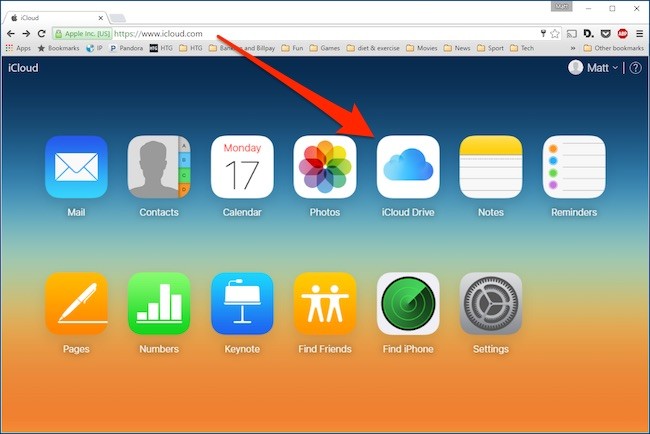 Matt
iCloud
Apple Inc. [US] https://www.icloud.com
Apps Bookmarks IP Pandora HTG HTG Banking and Billpay Fun Games diet & exercise Movies News Sport Tech » Other bookmarks
iCloud Matt ?
Monday
17
A
B
C
D
Mail Contacts Calendar Photos iCloud Drive Notes Reminders
Pages Numbers Keynote Find Friends Find iPhone Settings